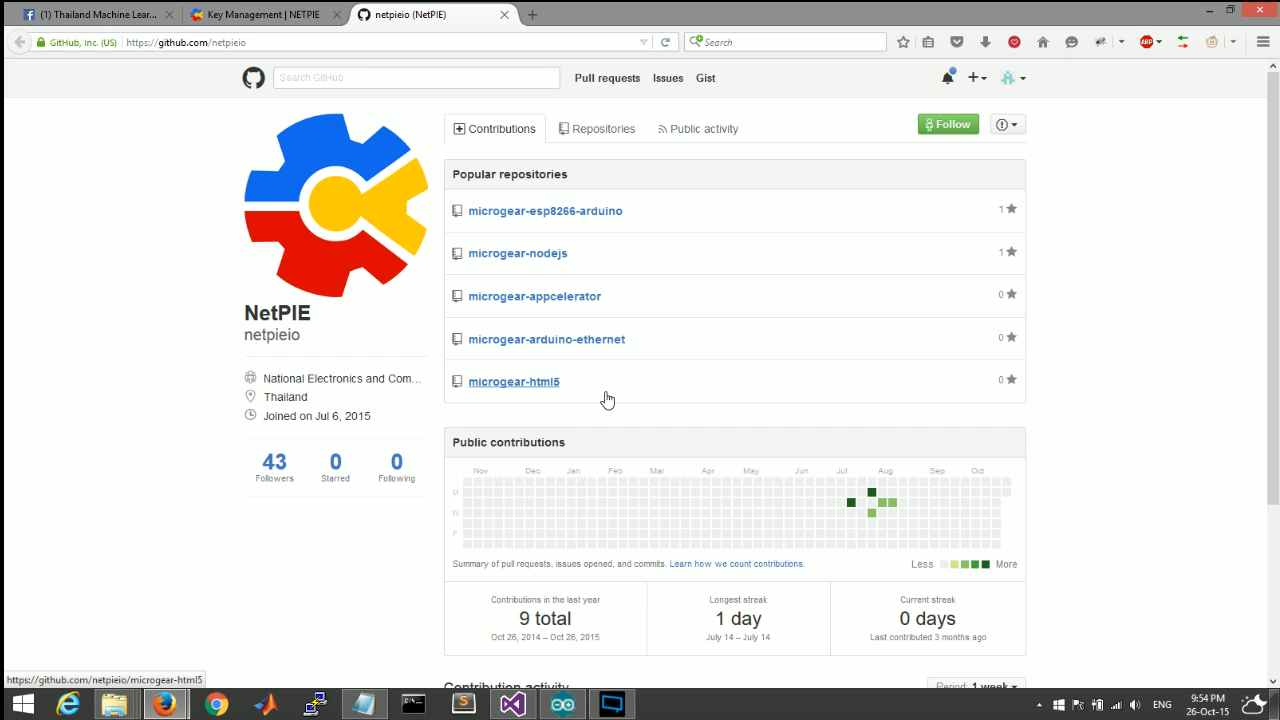 (1) Thailand Machine Lear...
Key Management | NETPIE
netpieio (NetPIE)
GitHub, Inc. (US)
https://github.com/netpieio
Search
ABP
Search GitHub
Pull requests
Issues
Gist
Contributions
Repositories
Public activity
Follow
Popular repositories
microgear-esp8266-arduino
1
microgear-nodejs
1
microgear-appcelerator
0
microgear-arduino-ethernet
0
microgear-html5
0
NetPIE
netpieio
National Electronics and Com...
Thailand
Joined on Jul 6, 2015
43
Followers
0
Starred
0
Following
Public contributions
Nov Dec Jan Feb Mar Apr May Jun Jul Aug Sep Oct
M
W
F
Summary of pull requests, issues opened, and commits. Learn how we count contributions.
Less
More
Contributions in the last year
9 total
Oct 26, 2014 – Oct 26, 2015
Longest streak
1 day
July 14 – July 14
Current streak
0 days
Last contributed 3 months ago
Contribution activity
Period: 1 week
https://github.com/netpieio/microgear-html5
ENG
9:54 PM
26-Oct-15